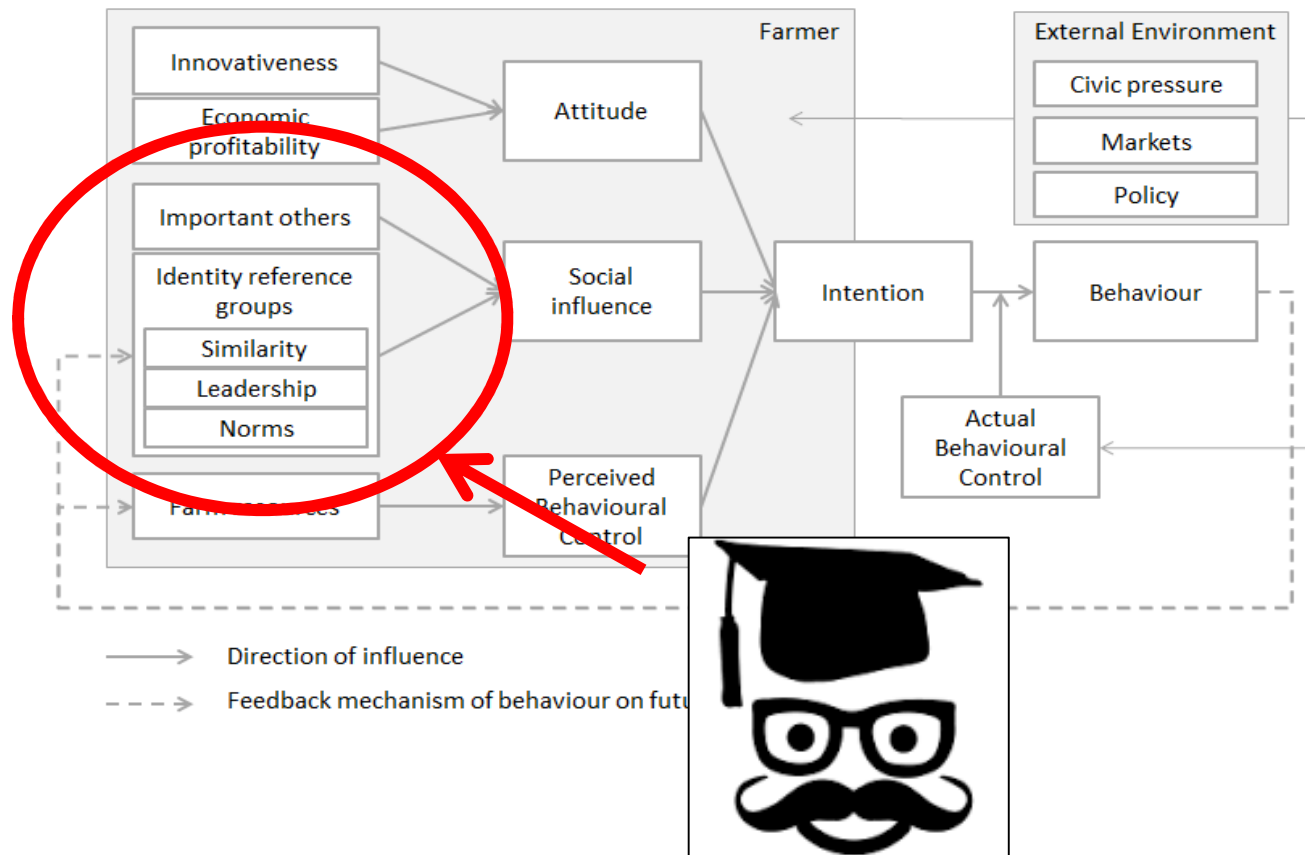 Farmer
External Environment
Innovativeness
Economic
profitability
Attitude
Civic pressure
Markets
Policy
Important others
Identity reference
groups
Similarity
Leadership
Norms
Social
influence
Intention
Behaviour
Actual
Behavioural
Control
Perceived
Behavioural
Control
Direction of influence
Feedback mechanism of behaviour on